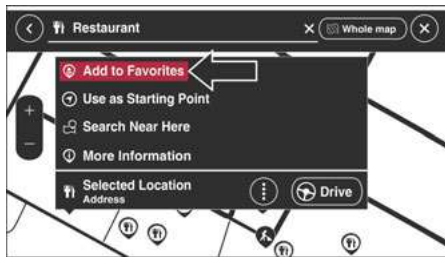 Restaurant
Whole map
Add to Favorites
Use as Starting Point
Search Near Here
More Information
Selected Location
Address
Drive